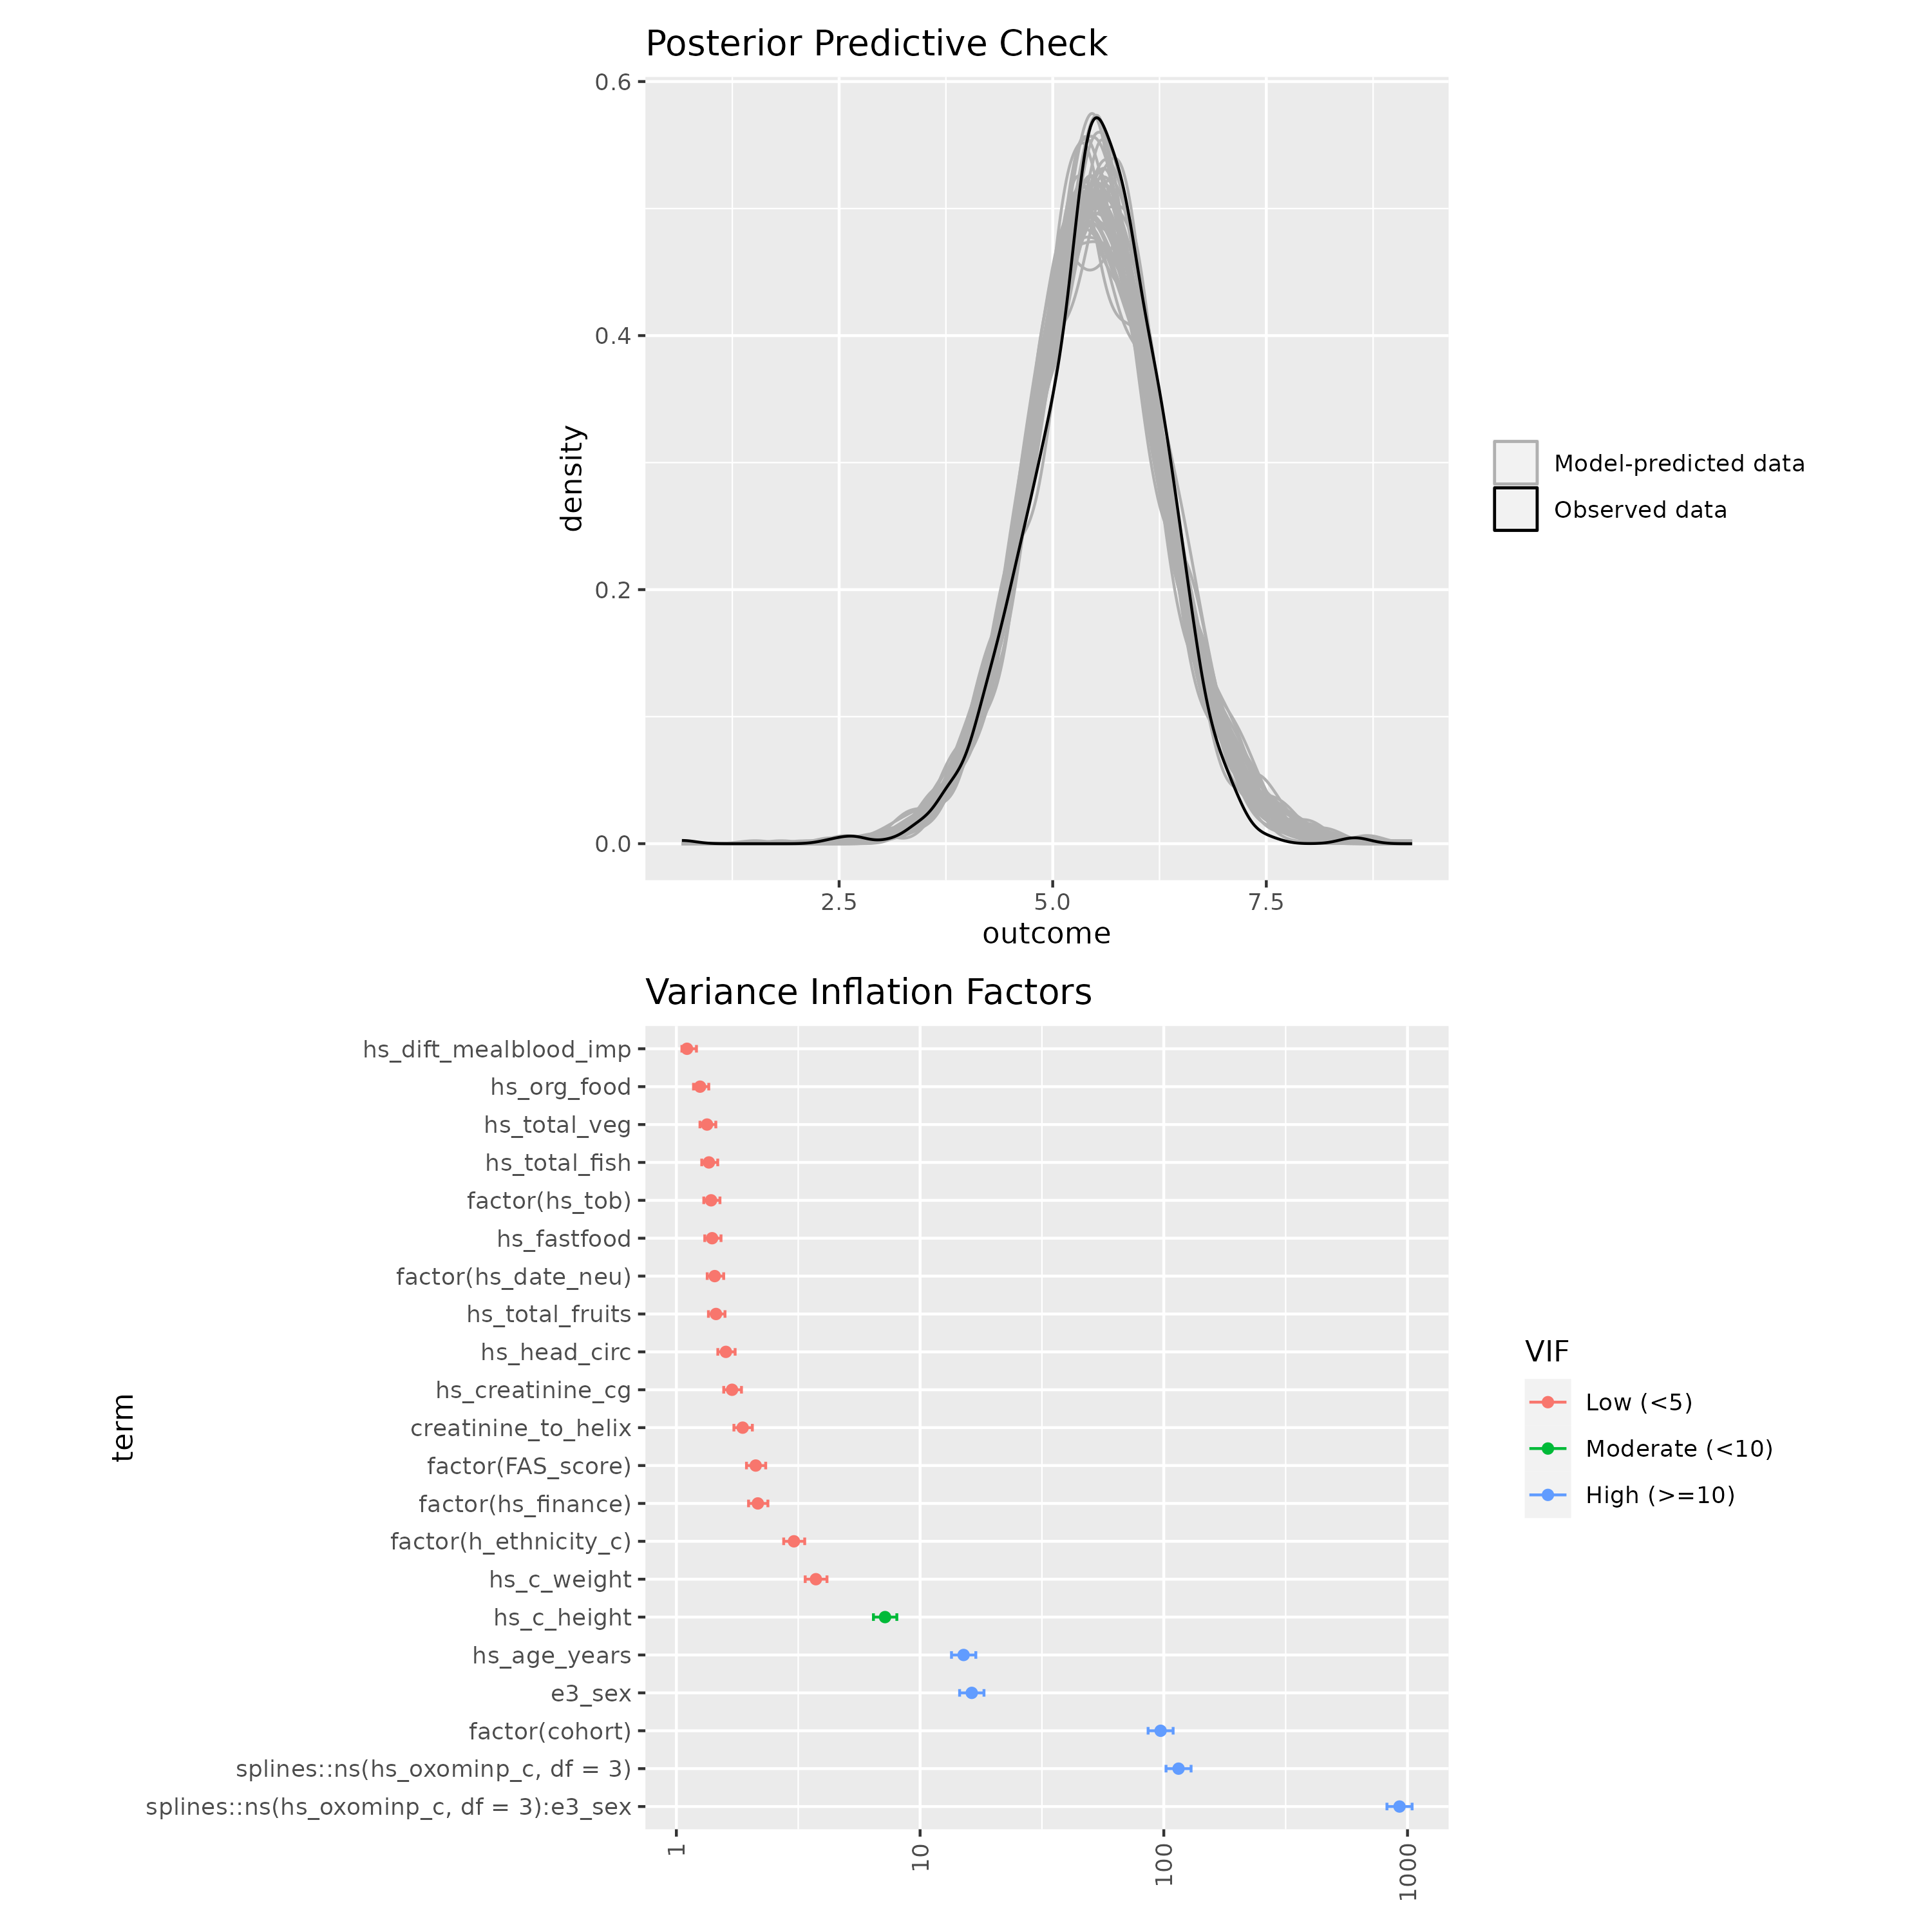 Posterior Predictive Check
0.6
0.4
0.2
0.0
density
2.5 5.0 7.5
outcome
Model-predicted data
Observed data
Variance Inflation Factors
term
hs_dift_mealblood_imp
hs_org_food
hs_total_veg
hs_total_fish
factor(hs_tob)
hs_fastfood
factor(hs_date_neu)
hs_total_fruits
hs_head_circ
hs_creatinine_cg
creatinine_to_helix
factor(FAS_score)
factor(hs_finance)
factor(h_ethnicity_c)
hs_c_weight
hs_c_height
hs_age_years
e3_sex
factor(cohort)
splines::ns(hs_oxominp_c, df = 3)
splines::ns(hs_oxominp_c, df = 3):e3_sex
1 10 100 1000
VIF
Low (<5)
Moderate (<10)
High (>=10)